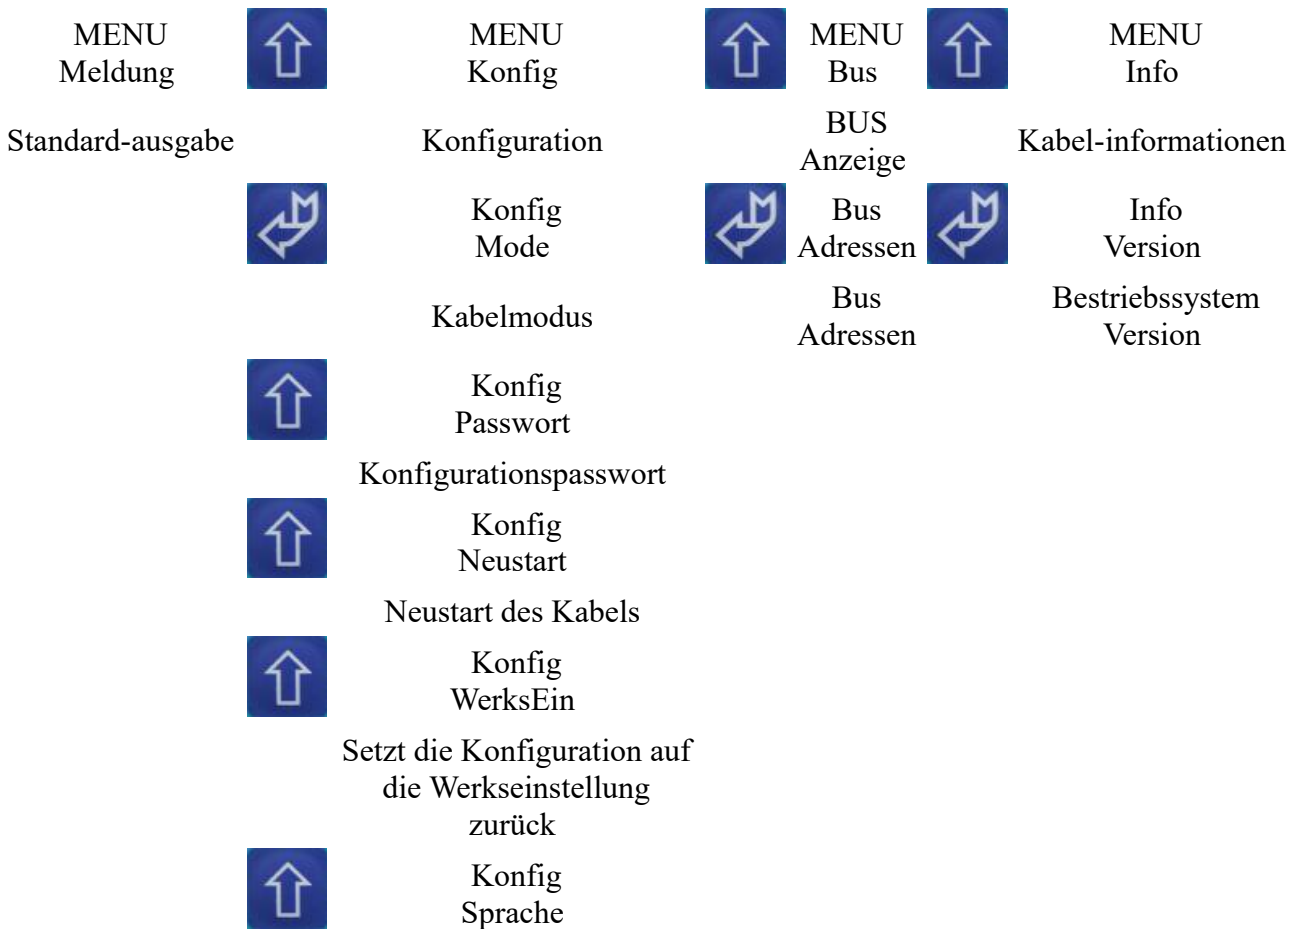 MENU
Meldung
MENU
Konfig
MENU
Bus
MENU
Info
Standard-ausgabe
Konfiguration
BUS
Anzeige
Kabel-informationen
Konfig
Mode
Bus
Adressen
Info
Version
Kabelmodus
Bus
Adressen
Bestriebssystem
Version
Konfig
Passwort
Konfigurationspasswort
Konfig
Neustart
Neustart des Kabels
Konfig
WerksEin
Setzt die Konfiguration auf
die Werkseinstellung
zurück
Konfig
Sprache